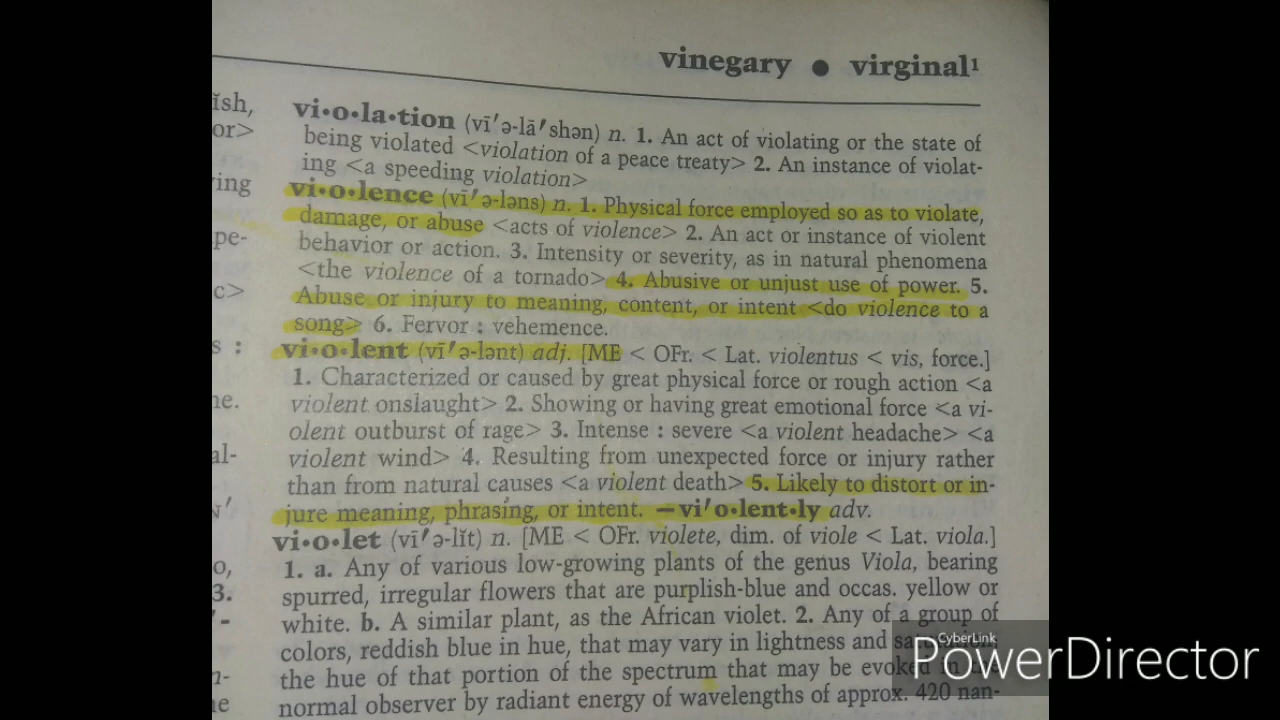 vinegary ● virginal¹
ĭsh,
or>
ving
pe-
c>
s :
ne.
al-
N′
o,
3.
′-
n-
ne
vi•o•la•tion (vī′ə-lā′shən) n. 1. An act of violating or the state of
being violated <violation of a peace treaty> 2. An instance of violat-
ing <a speeding violation>
vi•o•lence (vī′ə-ləns) n. 1. Physical force employed so as to violate,
damage, or abuse <acts of violence> 2. An act or instance of violent
behavior or action. 3. Intensity or severity, as in natural phenomena
<the violence of a tornado> 4. Abusive or unjust use of power. 5.
Abuse or injury to meaning, content, or intent <do violence to a
song> 6. Fervor : vehemence.
vi•o•lent (vī′ə-lənt) adj. [ME < OFr. < Lat. violentus < vis, force.]
1. Characterized or caused by great physical force or rough action <a
violent onslaught> 2. Showing or having great emotional force <a vi-
olent outburst of rage> 3. Intense : severe <a violent headache> <a
violent wind> 4. Resulting from unexpected force or injury rather
than from natural causes <a violent death> 5. Likely to distort or in-
jure meaning, phrasing, or intent. —vi′o•lent•ly adv.
vi•o•let (vī′ə-lĭt) n. [ME < OFr. violete, dim. of viole < Lat. viola.]
1. a. Any of various low-growing plants of the genus Viola, bearing
spurred, irregular flowers that are purplish-blue and occas. yellow or
white. b. A similar plant, as the African violet. 2. Any of a group of
colors, reddish blue in hue, that may vary in lightness and
the hue of that portion of the spectrum that may be evoked in
normal observer by radiant energy of wavelengths of approx. 420 nan-
CyberLink
PowerDirector